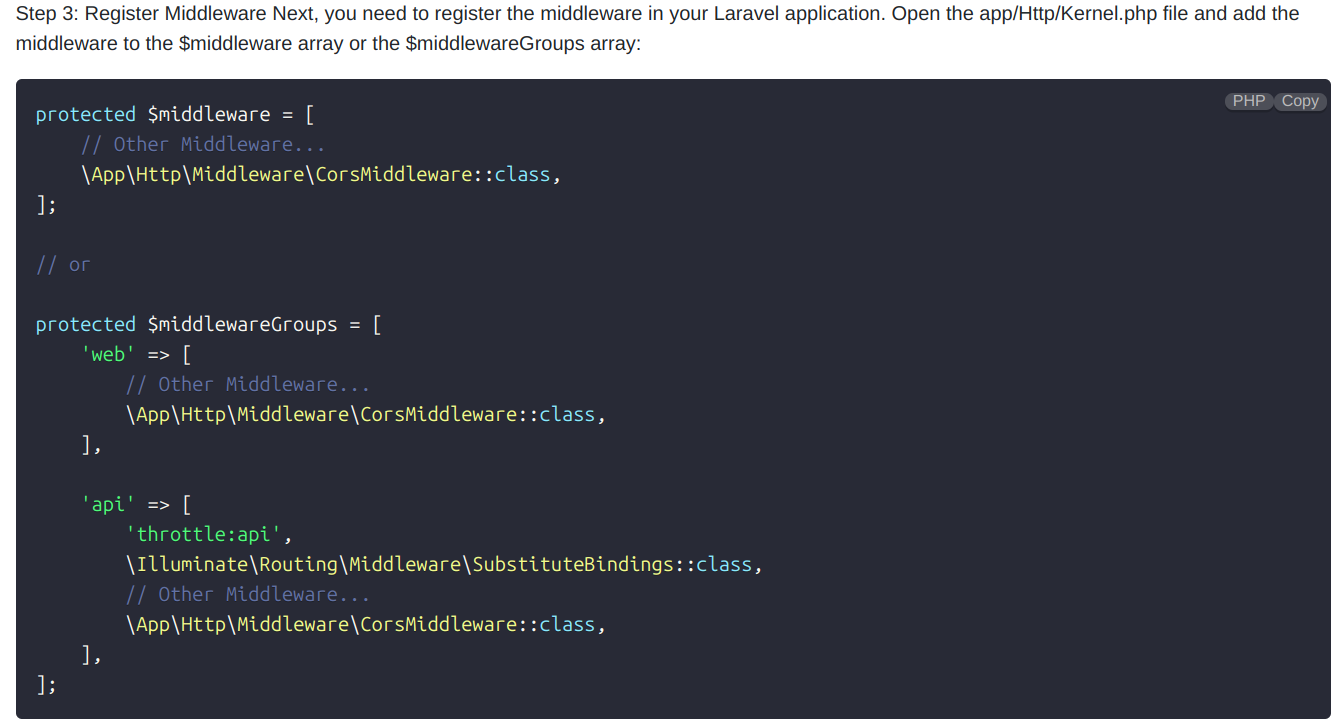 Step 3: Register Middleware Next, you need to register the middleware in your Laravel application. Open the app/Http/Kernel.php file and add the
middleware to the $middleware array or the $middlewareGroups array:
PHP Copy
protected $middleware = [
    // Other Middleware...
    \App\Http\Middleware\CorsMiddleware::class,
];
// or
protected $middlewareGroups = [
    'web' => [
        // Other Middleware...
        \App\Http\Middleware\CorsMiddleware::class,
    ],
    'api' => [
        'throttle:api',
        \Illuminate\Routing\Middleware\SubstituteBindings::class,
        // Other Middleware...
        \App\Http\Middleware\CorsMiddleware::class,
    ],
];